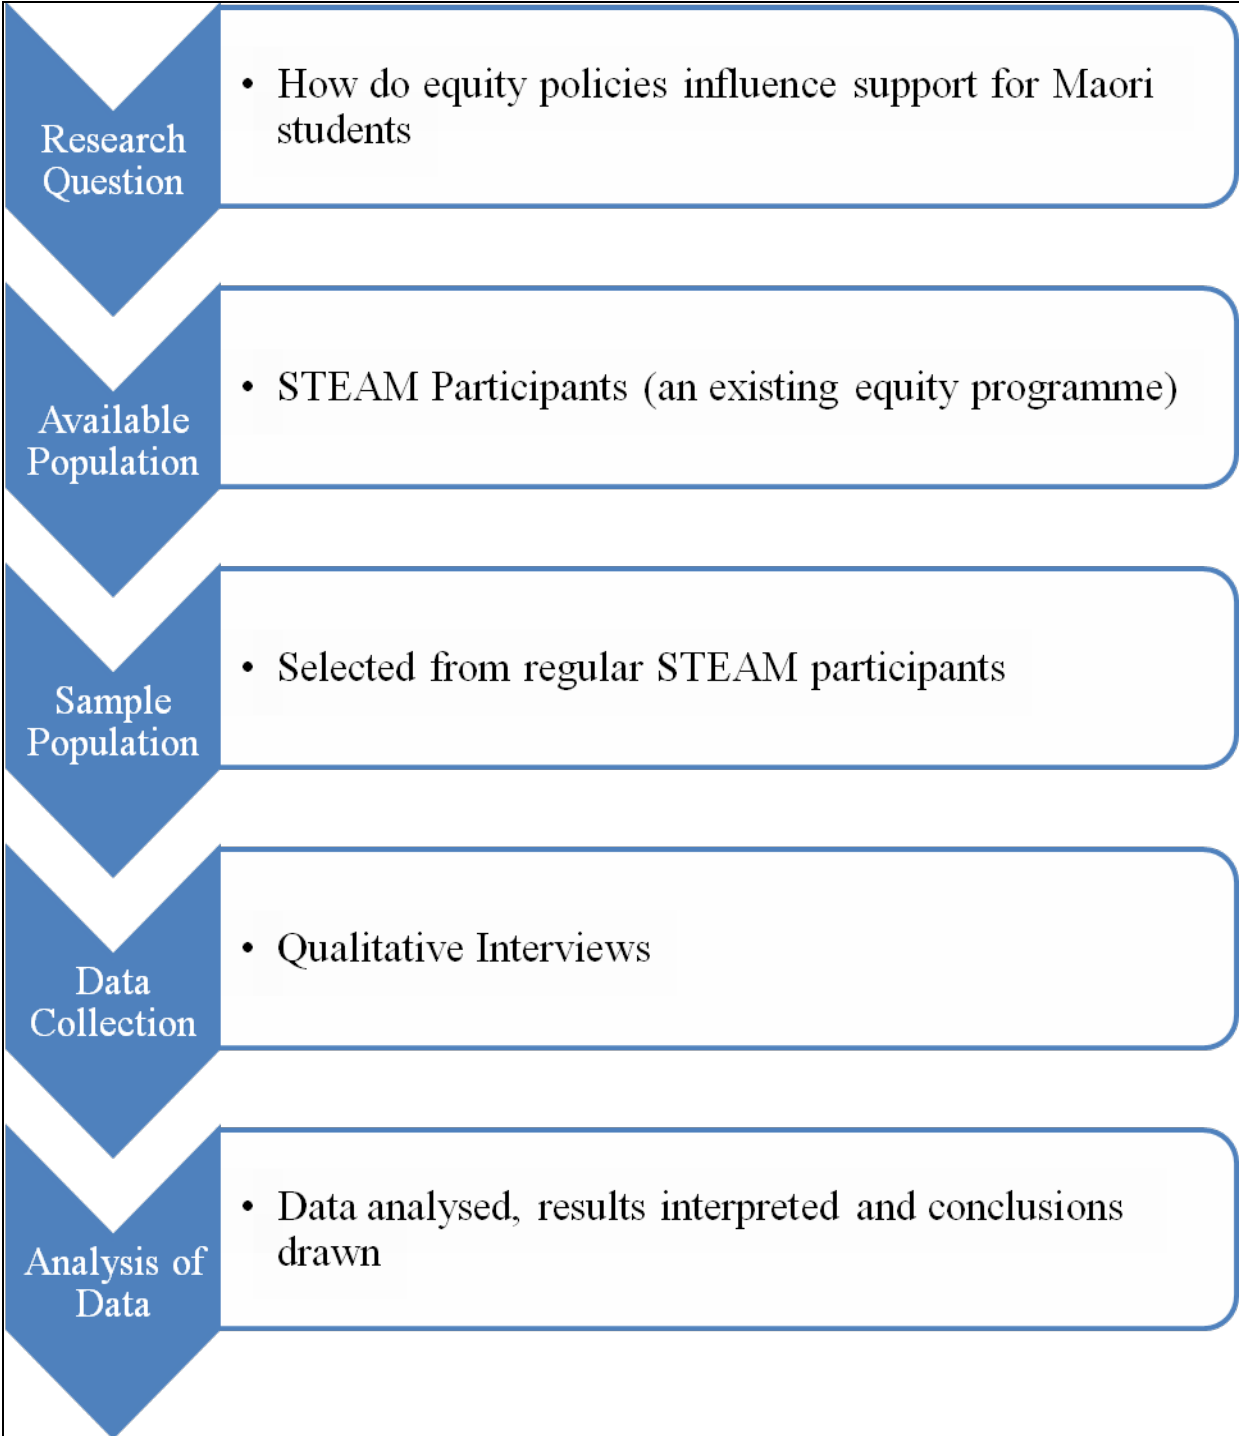 Research
Question
• How do equity policies influence support for Maori
students
Available
Population
• STEAM Participants (an existing equity programme)
Sample
Population
• Selected from regular STEAM participants
Data
Collection
• Qualitative Interviews
Analysis of
Data
• Data analysed, results interpreted and conclusions
drawn